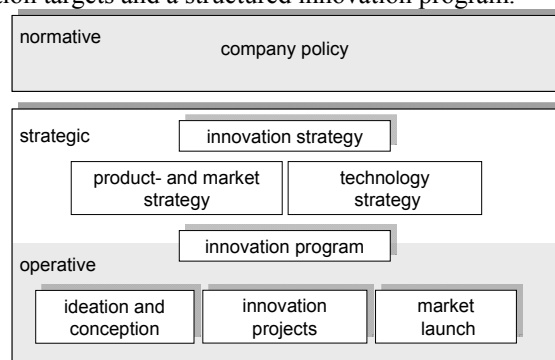 tion targets and a structured innovation program.
normative
company policy
strategic
innovation strategy
product- and market
strategy
technology
strategy
innovation program
operative
ideation and
conception
innovation
projects
market
launch